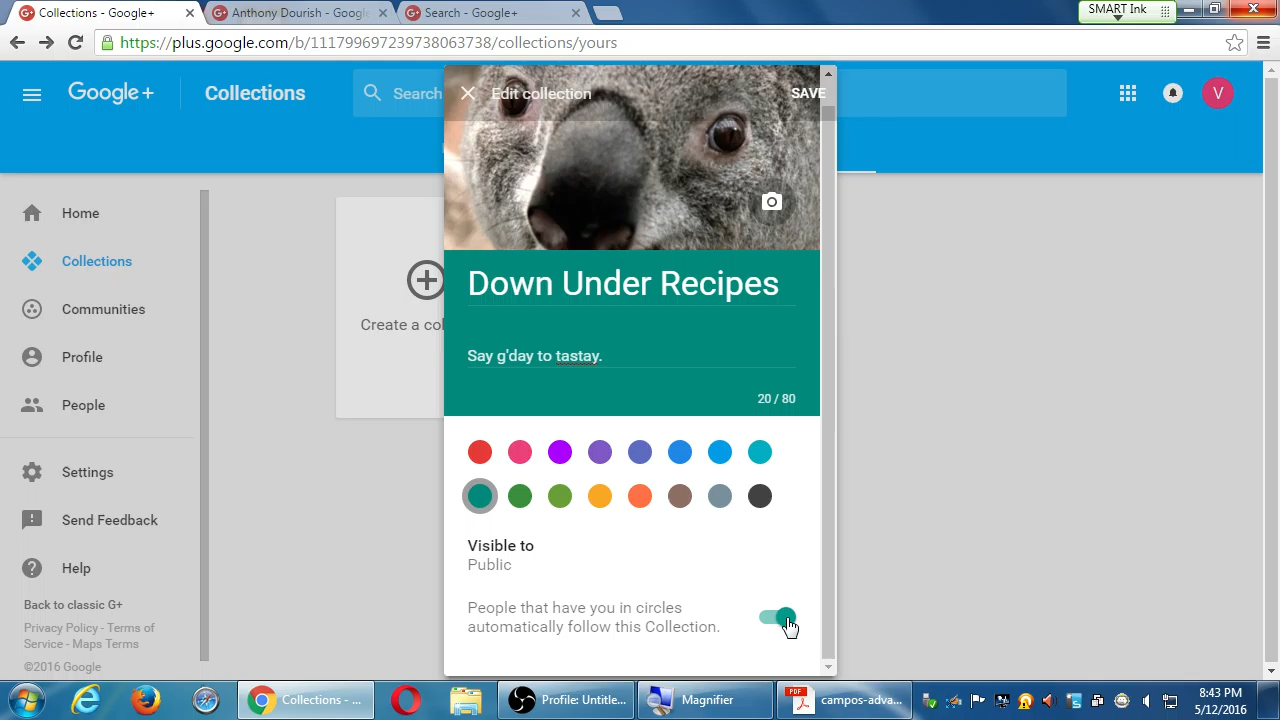 Collections - Google+
Anthony Dourish - Google
Search - Google+
SMART Ink
https://plus.google.com/b/111799697239738063738/collections/yours
Google+
Collections
Search
Edit collection
SAVE
V
Home
Collections
Communities
Profile
People
Settings
Send Feedback
Help
Back to classic G+
Privacy Policy - Terms of
Service - Maps Terms
©2016 Google
Create a col
Down Under Recipes
Say g'day to tastay.
20 / 80
Visible to
Public
People that have you in circles
automatically follow this Collection.
Collections - ...
Profile: Untitle...
Magnifier
PDF
campos-adva...
8:43 PM
5/12/2016